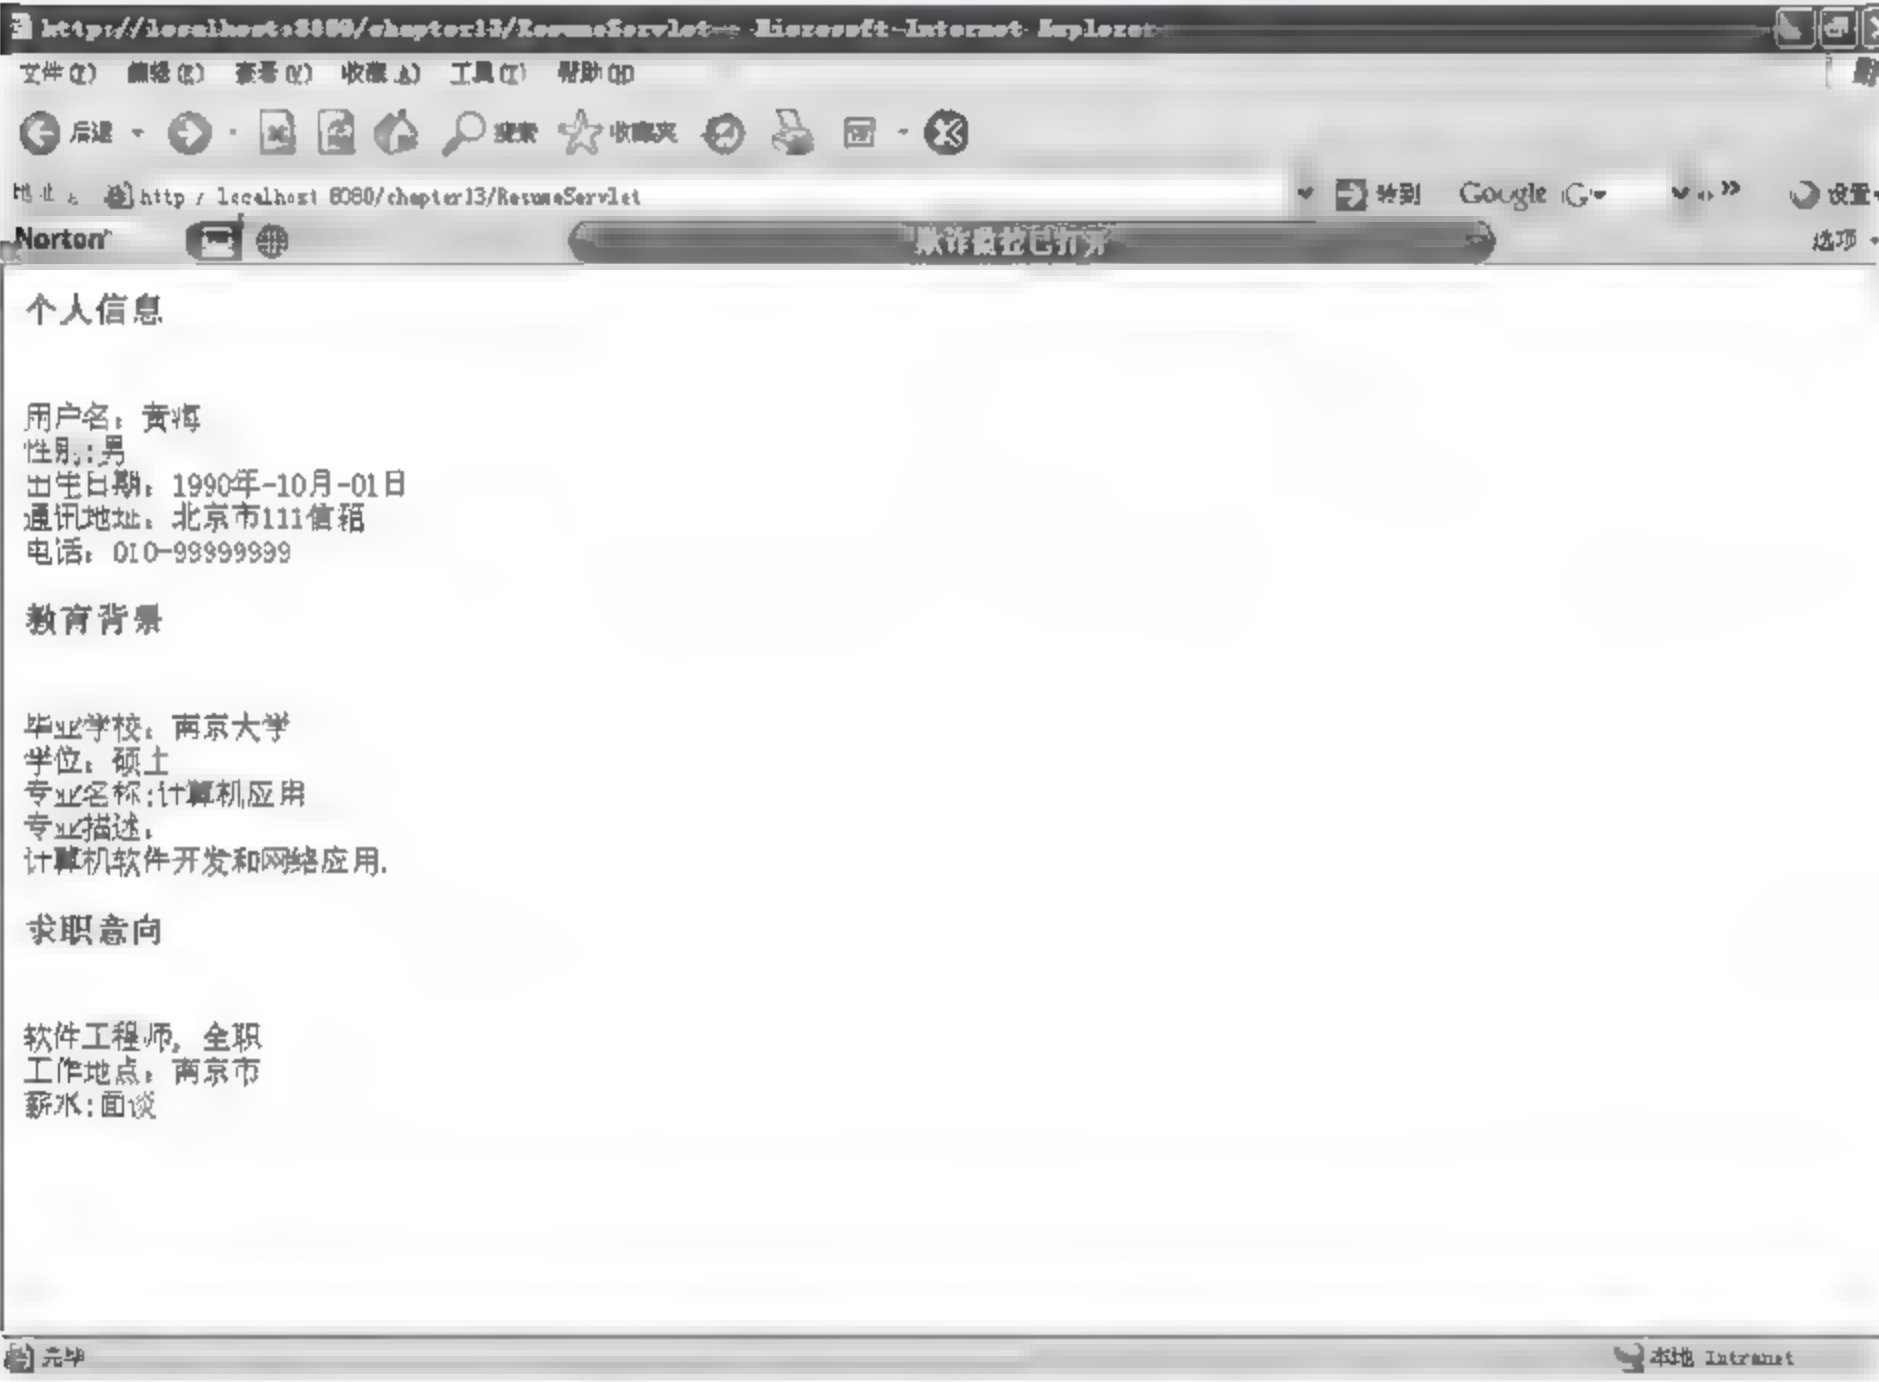 http://localhost:8080/chapter13/ResumeServlet - Microsoft Internet Explorer
文件(F) 编辑(E) 查看(V) 收藏(A) 工具(T) 帮助(H)
后退 搜索 收藏夹
地址 http://localhost:8080/chapter13/ResumeServlet 转到 Google G 设置
Norton 欺诈监控已打开 选项
个人信息
用户名：黄海
性别:男
出生日期：1990年-10月-01日
通讯地址：北京市111信箱
电话：010-99999999
教育背景
毕业学校：南京大学
学位：硕士
专业名称:计算机应用
专业描述：
计算机软件开发和网络应用.
求职意向
软件工程师，全职
工作地点：南京市
薪水:面谈
完毕 本地 Intranet